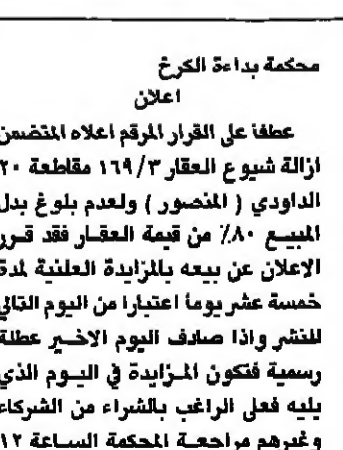 محكمة بداءة الكرخ
اعلان
عطفا على القرار المرقم اعلاه المتضمن
ازالة شيوع العقار ١٦٩/٣ مقاطعة ٢٠
الداودي ( المنصور ) ولعدم بلوغ بدل
المبيع ٨٠٪ من قيمة العقار فقد قرر
الاعلان عن بيعه بالمزايدة العلنية لمدة
خمسة عشر يوما اعتبارا من اليوم التالي
للنشر واذا صادف اليوم الاخير عطلة
رسمية فتكون المزايدة في اليوم الذي
يليه فعلى الراغب بالشراء من الشركاء
وغيرهم مراجعة المحكمة الساعة ١٢